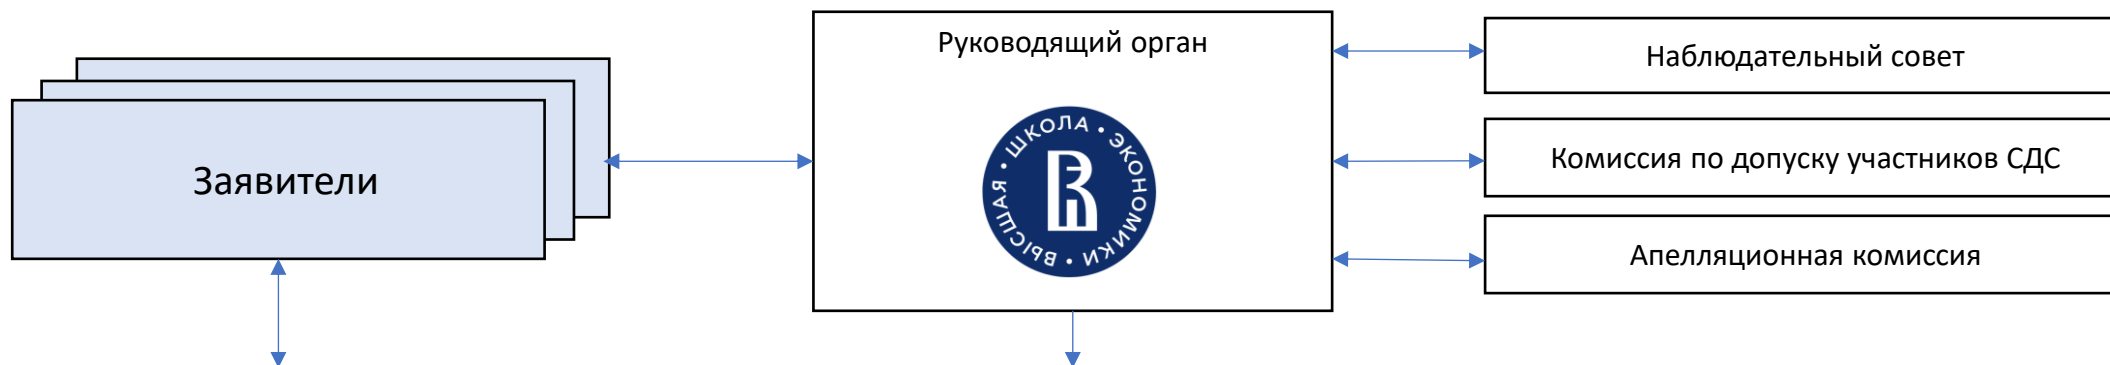 Руководящий орган
Наблюдательный совет
Заявители
ВЫСШАЯ • ШКОЛА • ЭКОНОМИКИ •
Комиссия по допуску участников СДС
Апелляционная комиссия